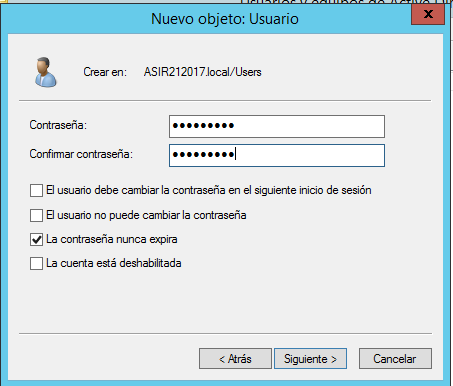 Usuarios y equipos de Active Dir
Nuevo objeto: Usuario
x
Crear en: ASIR212017.local/Users
Contraseña: •••••••••
Confirmar contraseña: •••••••••
El usuario debe cambiar la contraseña en el siguiente inicio de sesión
El usuario no puede cambiar la contraseña
La contraseña nunca expira
La cuenta está deshabilitada
< Atrás Siguiente > Cancelar